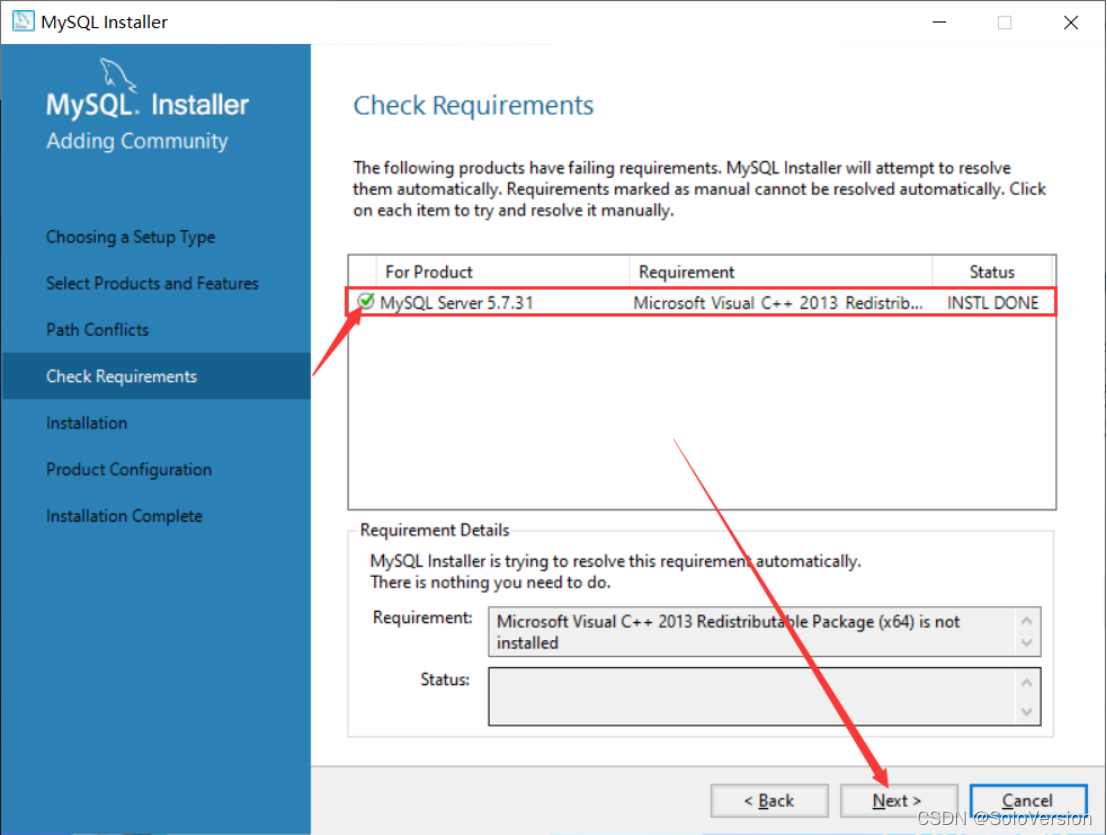 MySQL Installer
MySQL. Installer
Adding Community
Choosing a Setup Type
Select Products and Features
Path Conflicts
Check Requirements
Installation
Product Configuration
Installation Complete
Check Requirements
The following products have failing requirements. MySQL Installer will attempt to resolve
them automatically. Requirements marked as manual cannot be resolved automatically. Click
on each item to try and resolve it manually.
For Product Requirement Status
MySQL Server 5.7.31 Microsoft Visual C++ 2013 Redistrib... INSTL DONE
Requirement Details
MySQL Installer is trying to resolve this requirement automatically.
There is nothing you need to do.
Requirement: Microsoft Visual C++ 2013 Redistributable Package (x64) is not
installed
Status:
< Back Next > Cancel
CSDN @SoloVersion